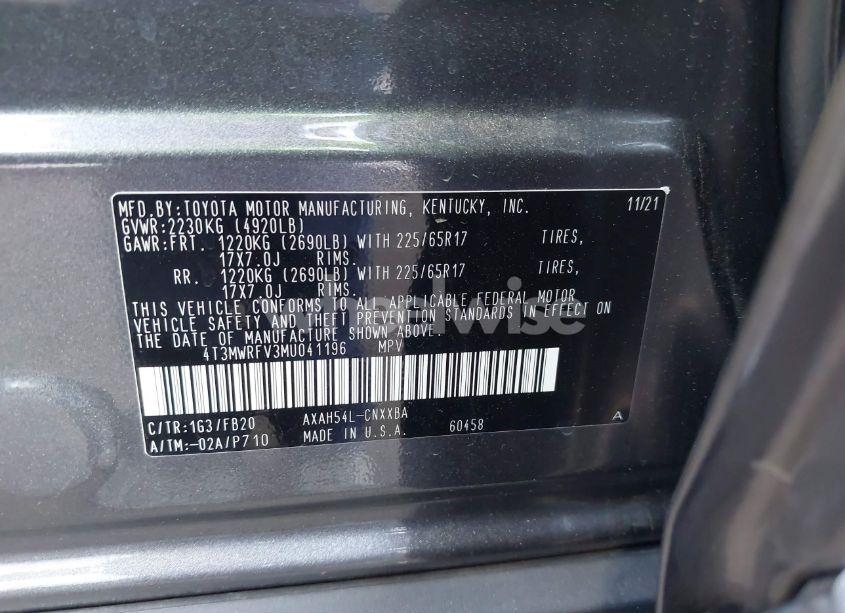 MFD.BY:TOYOTA MOTOR MANUFACTURING, KENTUCKY, INC. 11/21
GVWR:2230KG (4920LB)
GAWR:FRT. 1220KG (2690LB) WITH 225/65R17 TIRES,
17X7.0J RIMS.
RR. 1220KG (2690LB) WITH 225/65R17 TIRES,
17X7.0J RIMS.
THIS VEHICLE CONFORMS TO ALL APPLICABLE FEDERAL MOTOR
VEHICLE SAFETY AND THEFT PREVENTION STANDARDS IN EFFECT ON
THE DATE OF MANUFACTURE SHOWN ABOVE.
4T3MWRFV3MU041196 MPV
C/TR:1G3/FB20 AXAH54L-CNXXBA
A/TM:-02A/P710 MADE IN U.S.A. 60458 A